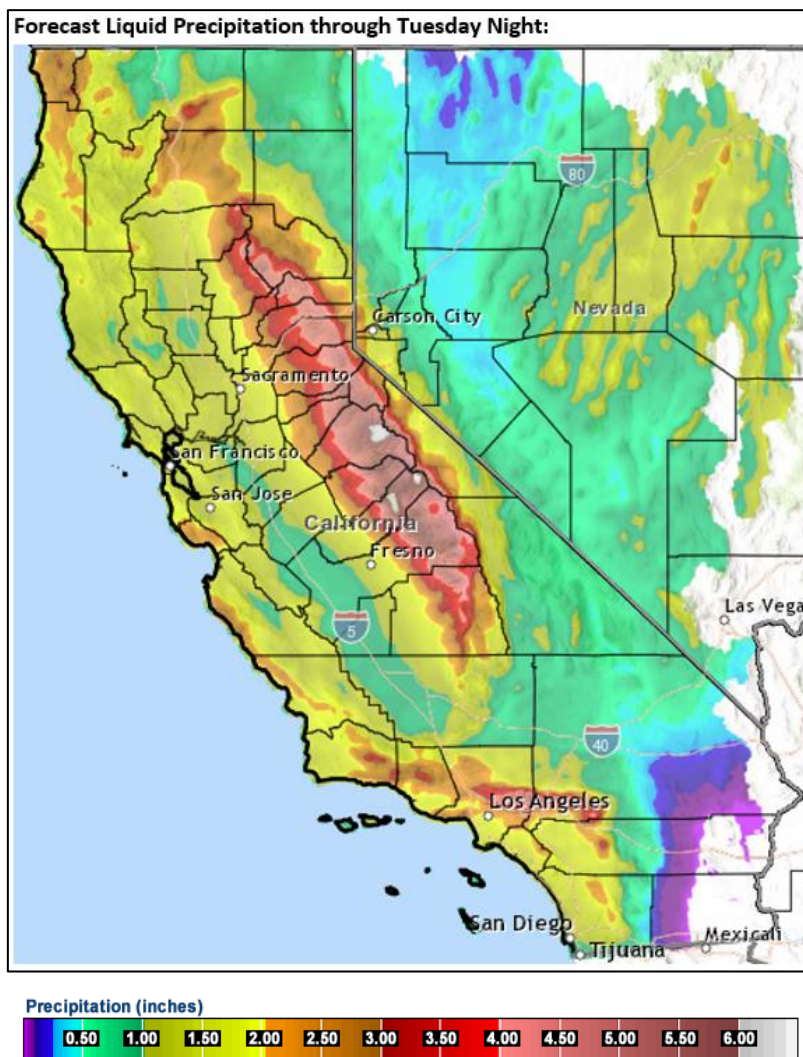 Forecast Liquid Precipitation through Tuesday Night:
80
Nevada
Carson City
Sacramento
San Francisco
San Jose
California
Fresno
Las Vega
5
40
Los Angeles
San Diego
Mexicali
Tijuana
Precipitation (inches)
0.50 1.00 1.50 2.00 2.50 3.00 3.50 4.00 4.50 5.00 5.50 6.00